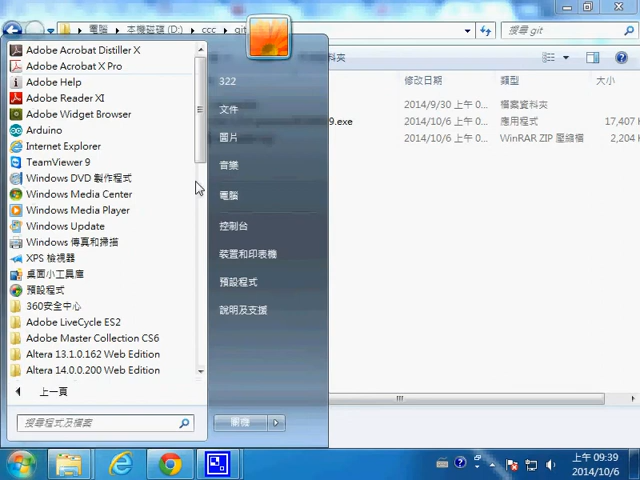 電腦 ▸ 本機磁碟 (D:) ▸ ccc ▸ git
搜尋 git
料夾
修改日期 類型 大小
2014/9/30 上午 0... 檔案資料夾
9.exe 2014/10/6 上午 0... 應用程式 17,407
2014/10/6 上午 0... WinRAR ZIP 壓縮檔 2,204
Adobe Acrobat Distiller X
Adobe Acrobat X Pro
Adobe Help
Adobe Reader XI
Adobe Widget Browser
Arduino
Internet Explorer
TeamViewer 9
Windows DVD 製作程式
Windows Media Center
Windows Media Player
Windows Update
Windows 傳真和掃描
XPS 檢視器
桌面小工具庫
預設程式
360安全中心
Adobe LiveCycle ES2
Adobe Master Collection CS6
Altera 13.1.0.162 Web Edition
Altera 14.0.0.200 Web Edition
上一頁
搜尋程式及檔案
322
文件
圖片
音樂
電腦
控制台
裝置和印表機
預設程式
說明及支援
關機
上午 09:39
2014/10/6